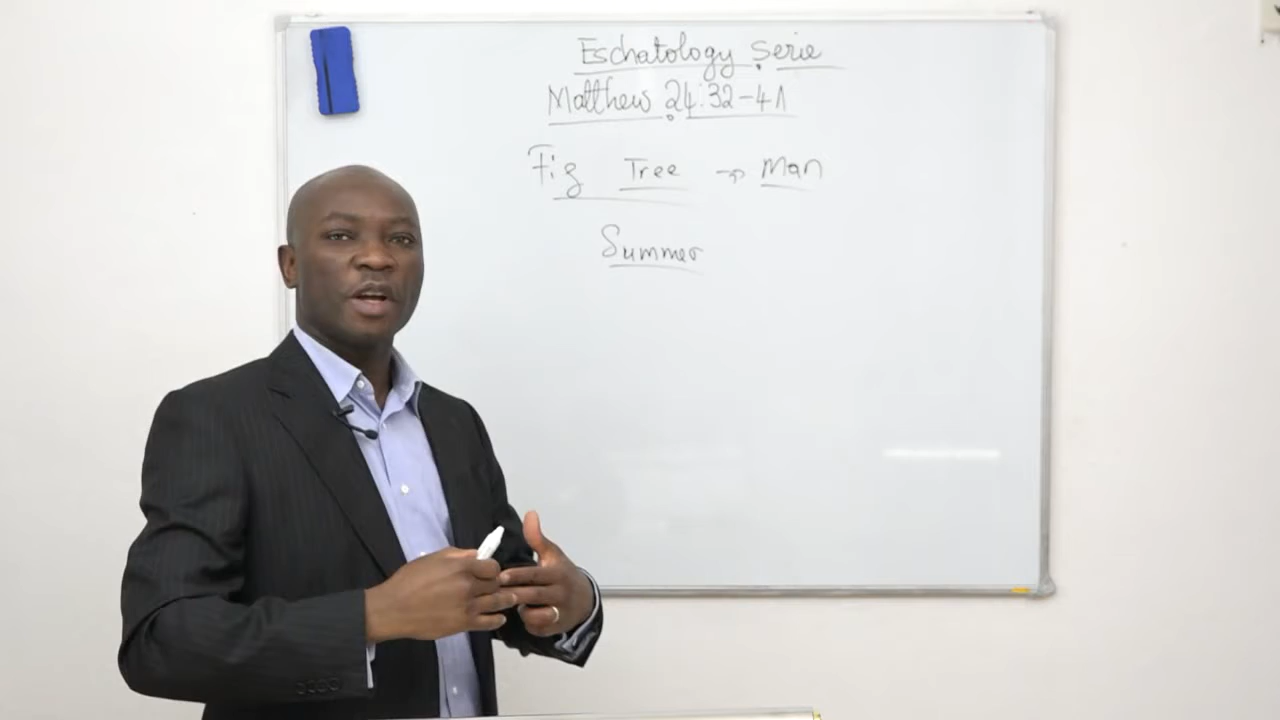 Eschatology Serie
Matthew 24:32-41
Fig Tree → Man
Summer